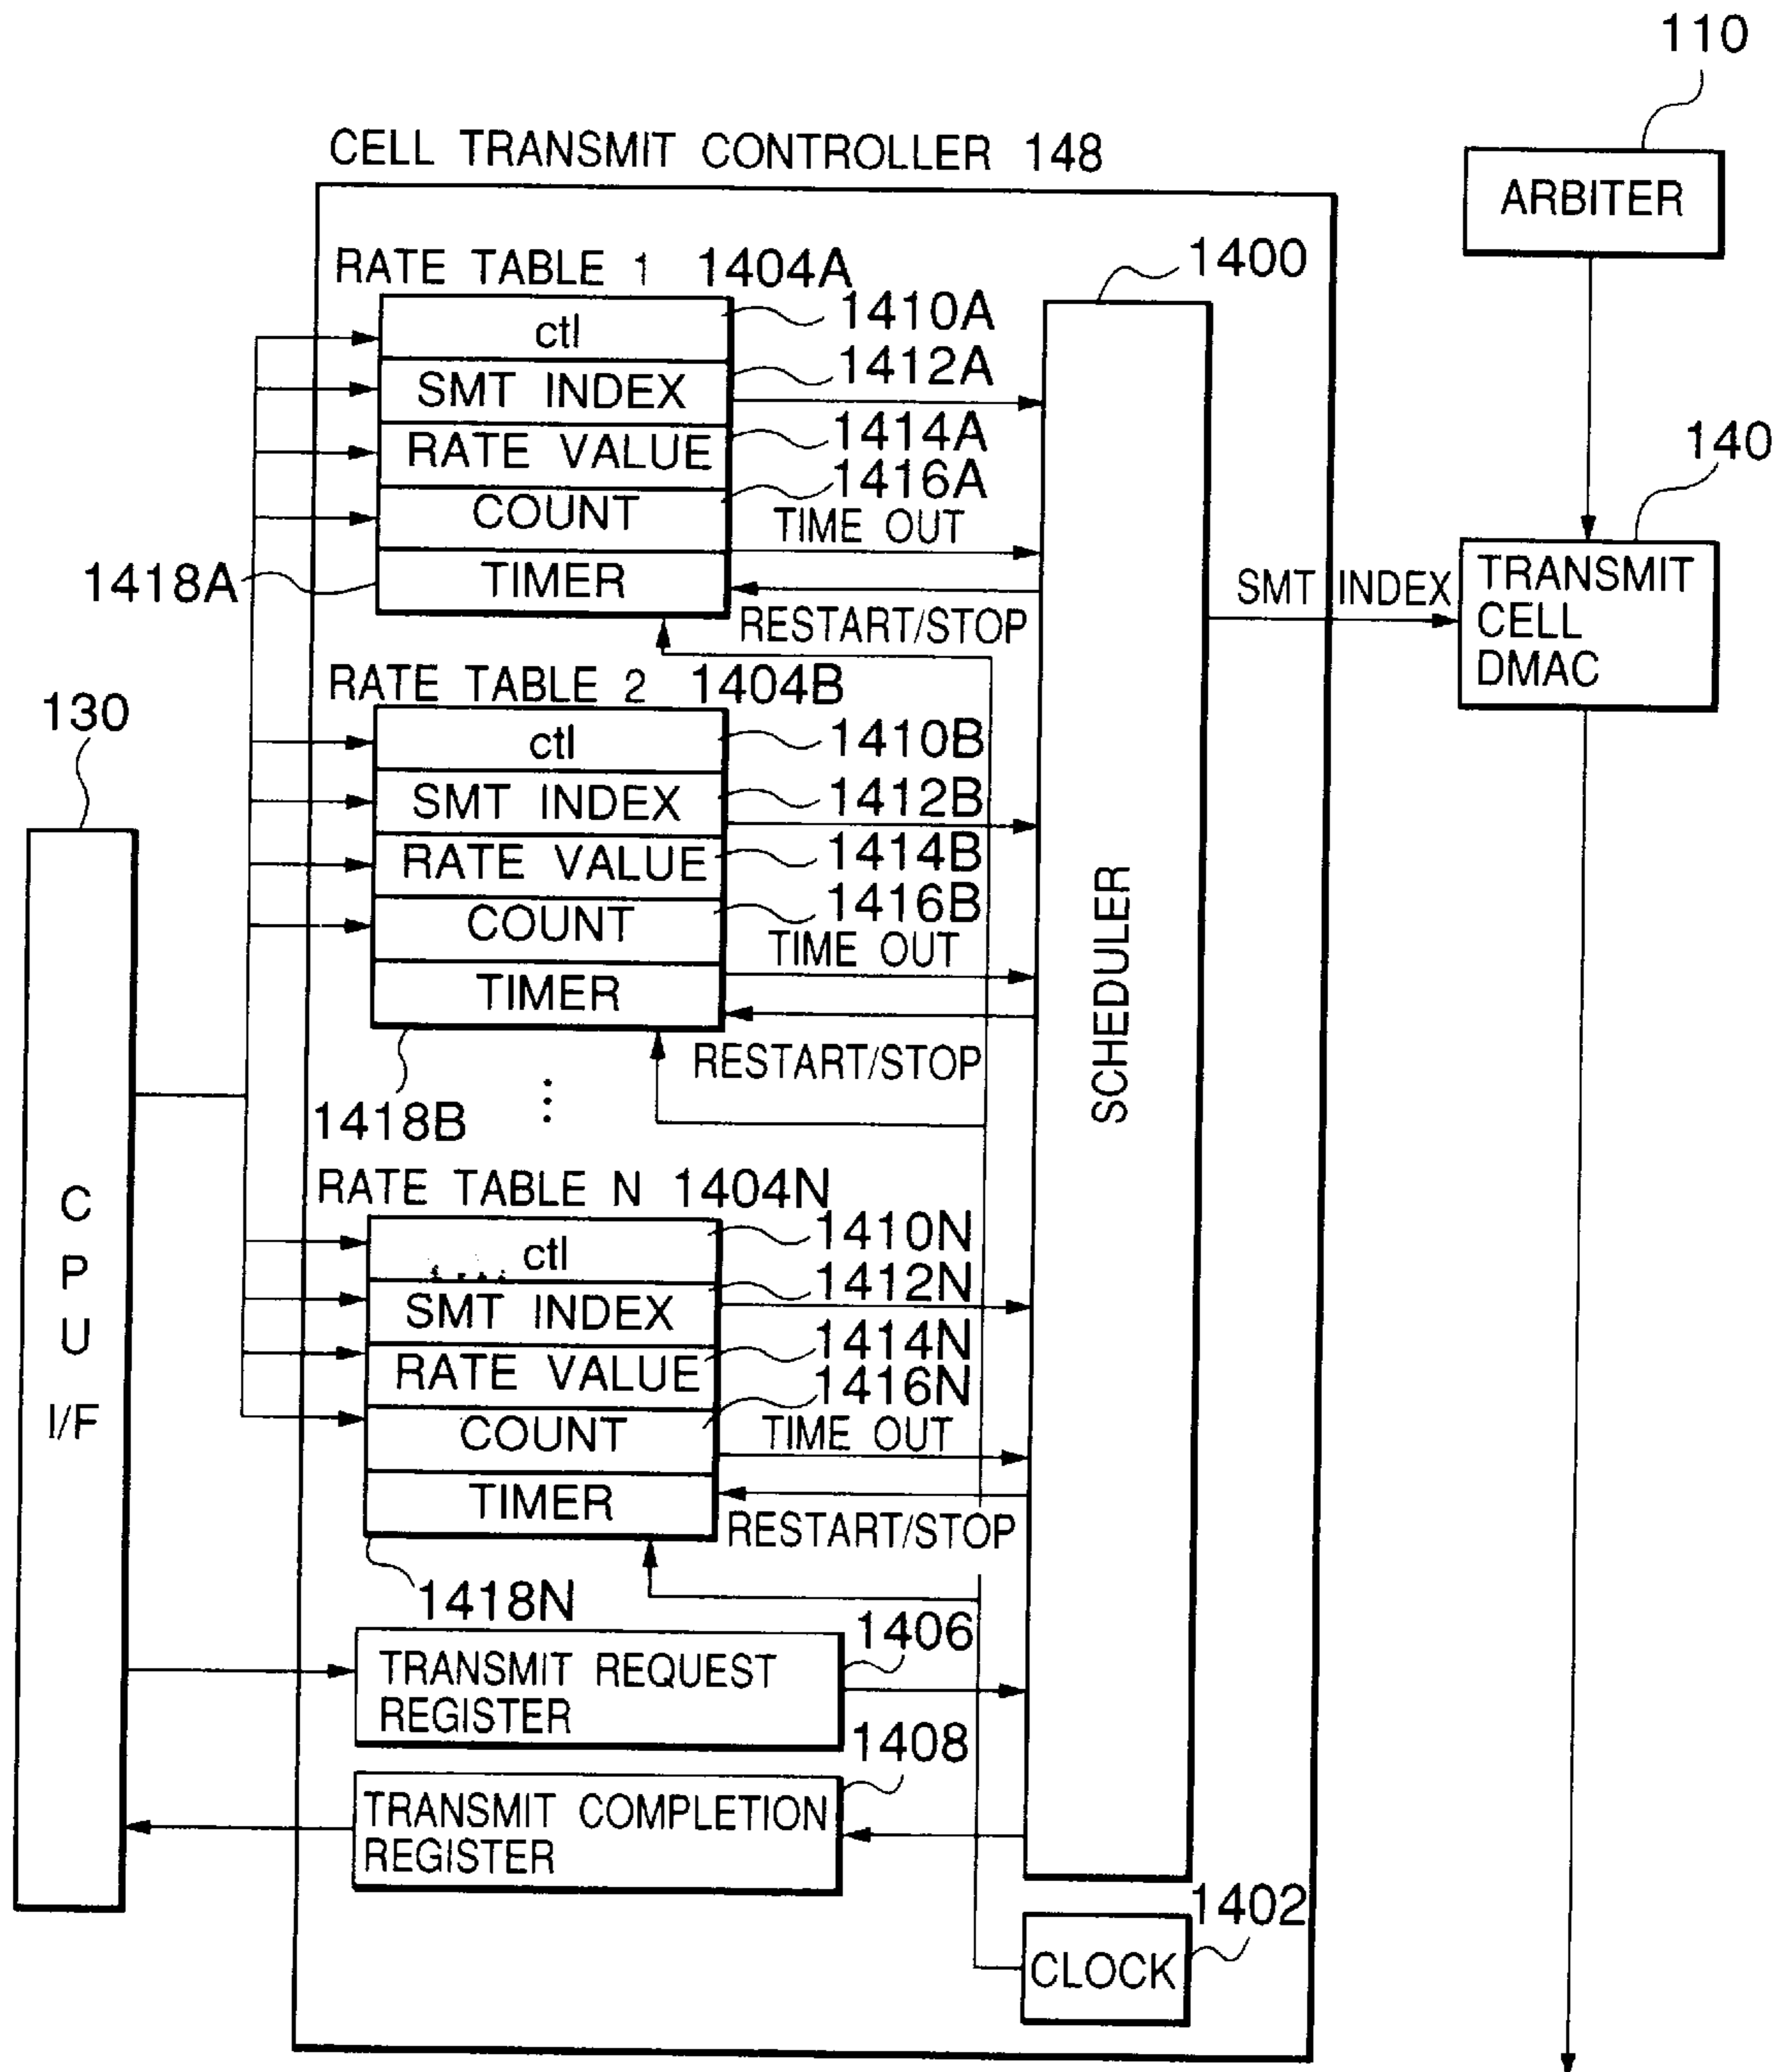 110
CELL TRANSMIT CONTROLLER 148
ARBITER
RATE TABLE 1 1404A
1400
ctl
1410A
SMT INDEX
1412A
RATE VALUE
1414A
COUNT
1416A
TIME OUT
TIMER
1418A
RESTART/STOP
140
SMT INDEX
TRANSMIT
CELL
DMAC
RATE TABLE 2 1404B
130
ctl
1410B
SMT INDEX
1412B
RATE VALUE
1414B
COUNT
1416B
TIME OUT
TIMER
RESTART/STOP
1418B
SCHEDULER
CPU
I/F
RATE TABLE N 1404N
ctl
1410N
SMT INDEX
1412N
RATE VALUE
1414N
COUNT
1416N
TIME OUT
TIMER
RESTART/STOP
1418N
1406
TRANSMIT REQUEST
REGISTER
1408
TRANSMIT COMPLETION
REGISTER
1402
CLOCK